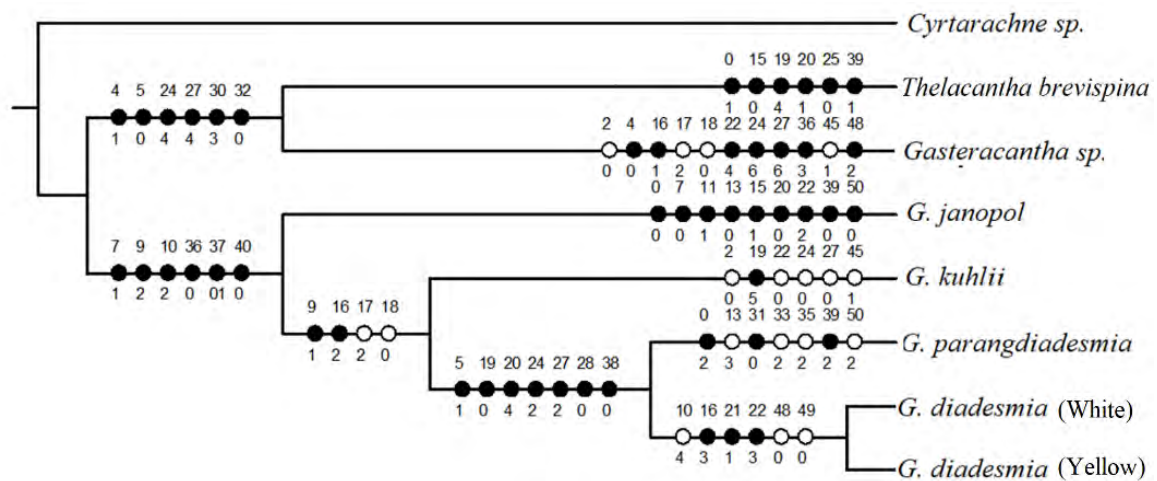 Cyrtarachne sp.
0 15 19 20 25 39
Thelacantha brevispina
1 0 4 1 0 1
4 5 24 27 30 32
1 0 4 4 3 0
2 4 16 17 18 22 24 27 36 45 48
Gasteracantha sp.
0 0 1 2 0 4 6 6 3 1 2
0 7 11 13 15 20 22 39 50
G. janopol
0 0 1 0 1 0 2 0 0
7 9 10 36 37 40
1 2 2 0 01 0
2 19 22 24 27 45
G. kuhlii
0 5 0 0 0 1
9 16 17 18
1 2 2 0
0 13 31 33 35 39 50
G. parangdiadesmia
2 3 0 2 2 2 2
5 19 20 24 27 28 38
1 0 4 2 2 0 0
G. diadesmia (White)
10 16 21 22 48 49
4 3 1 3 0 0
G. diadesmia (Yellow)